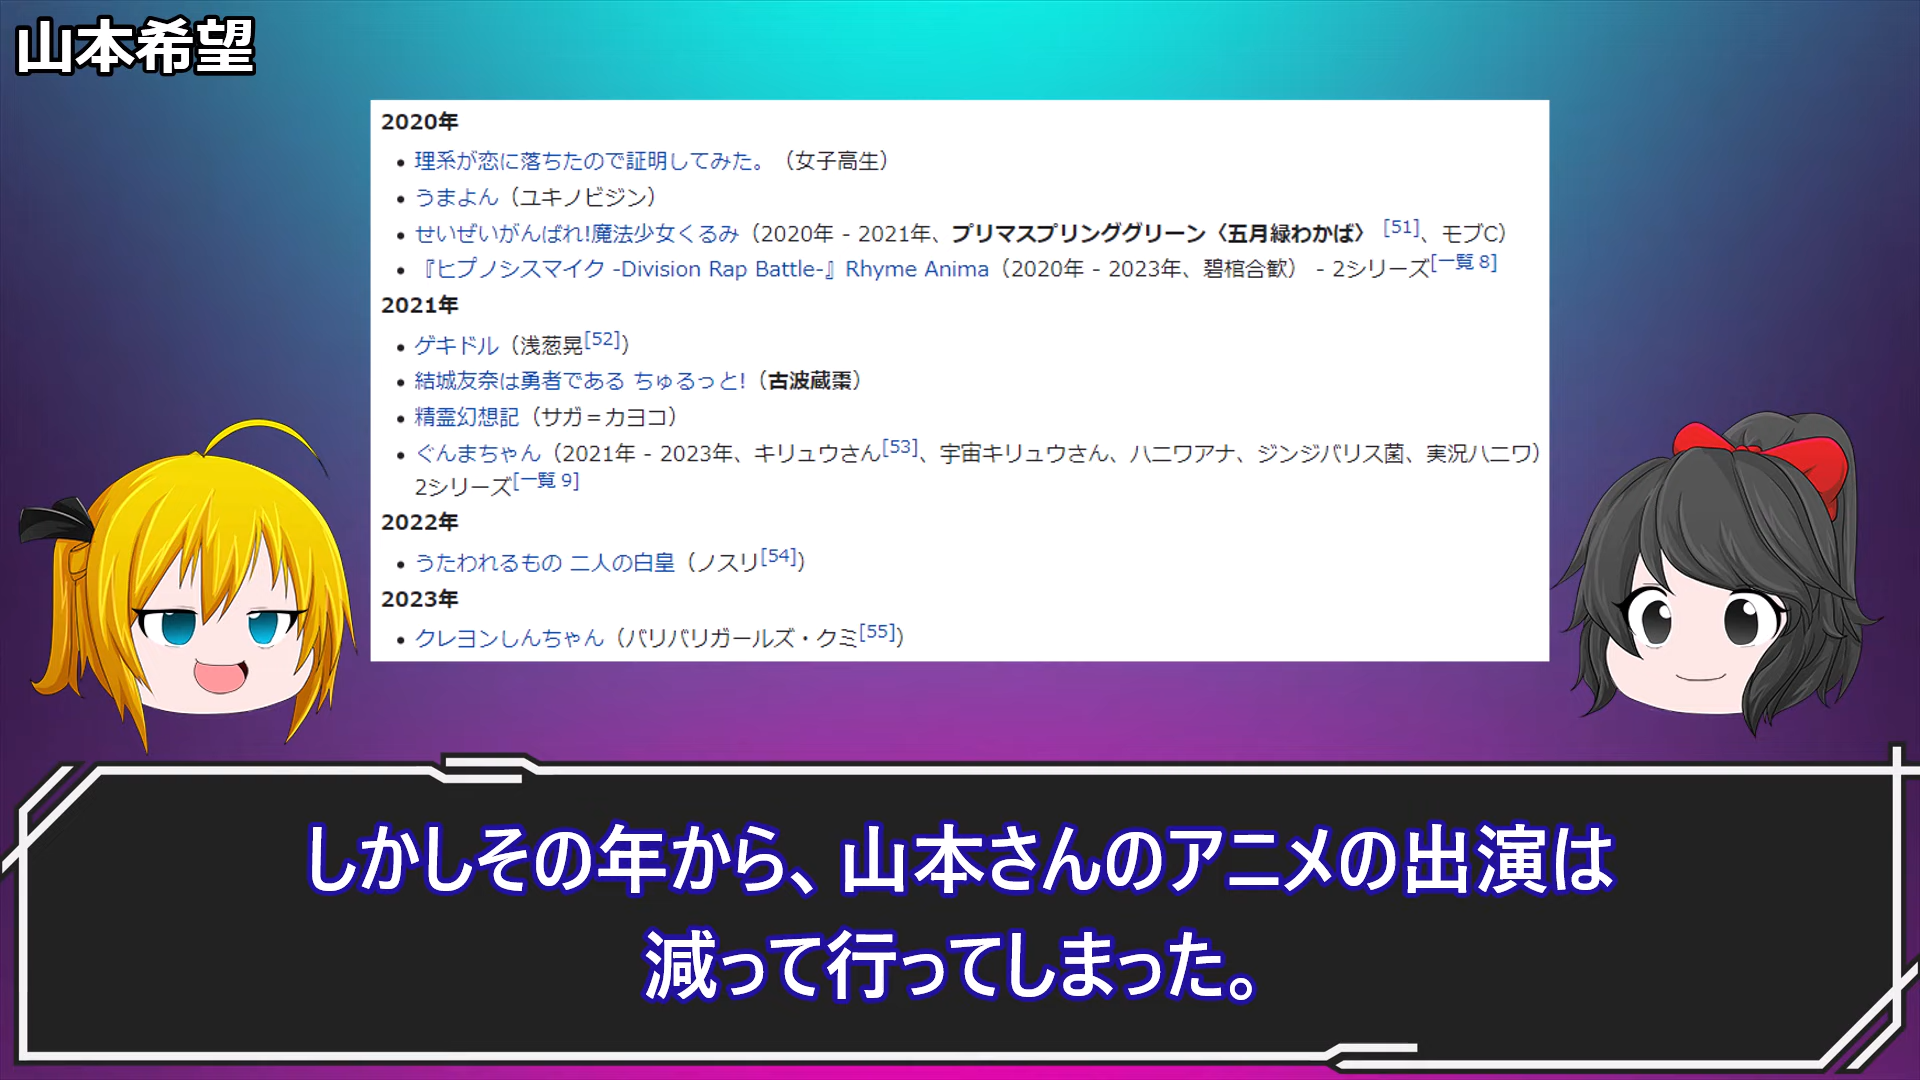 山本希望
2020年
• 理系が恋に落ちたので証明してみた。（女子高生）
• うまよん（ユキノビジン）
• せいぜいがんばれ!魔法少女くるみ（2020年 - 2021年、プリマスプリンググリーン〈五月緑わかば〉[51]、モブC）
• 『ヒプノシスマイク -Division Rap Battle-』Rhyme Anima（2020年 - 2023年、碧棺合歓） - 2シリーズ[一覧 8]
2021年
• ゲキドル（浅葱晃[52]）
• 結城友奈は勇者である ちゅるっと!（古波蔵棗）
• 精霊幻想記（サガ＝カヨコ）
• ぐんまちゃん（2021年 - 2023年、キリュウさん[53]、宇宙キリュウさん、ハニワアナ、ジンジバリス菌、実況ハニワ）
2シリーズ[一覧 9]
2022年
• うたわれるもの 二人の白皇（ノスリ[54]）
2023年
• クレヨンしんちゃん（バリバリガールズ・クミ[55]）
しかしその年から、山本さんのアニメの出演は
減って行ってしまった。